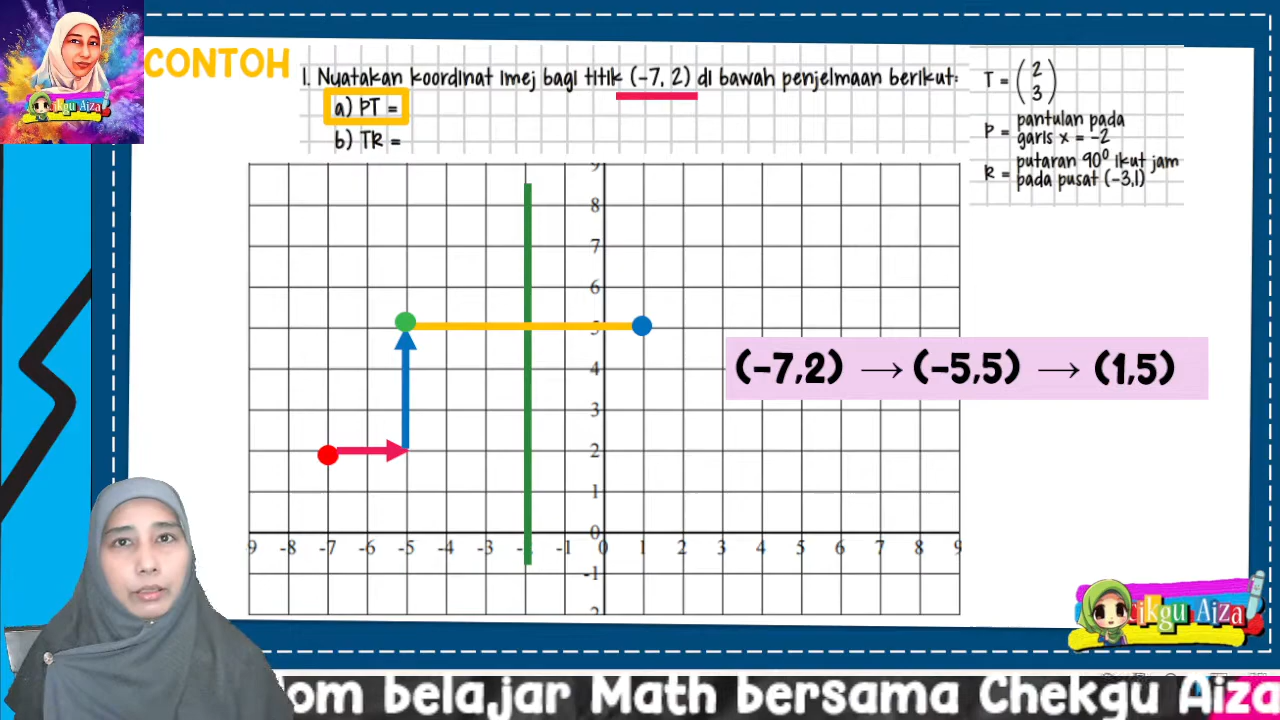 CONTOH
1. Nyatakan koordinat imej bagi titik (-7, 2) di bawah penjelmaan berikut:
a) PT =
b) TR =
T = ( 2 3 )
P = pantulan pada
garis x = -2
R = putaran 90⁰ ikut jam
pada pusat (-3,1)
9
8
7
6
5
4
3
2
1
0
9 -8 -7 -6 -5 -4 -3 - -1 0 1 2 3 4 5 6 7 8 9
-1
2
(-7,2) → (-5,5) → (1,5)
Cikgu Aiza
cikgu Aiza
om belajar Math bersama Chekgu Aiza